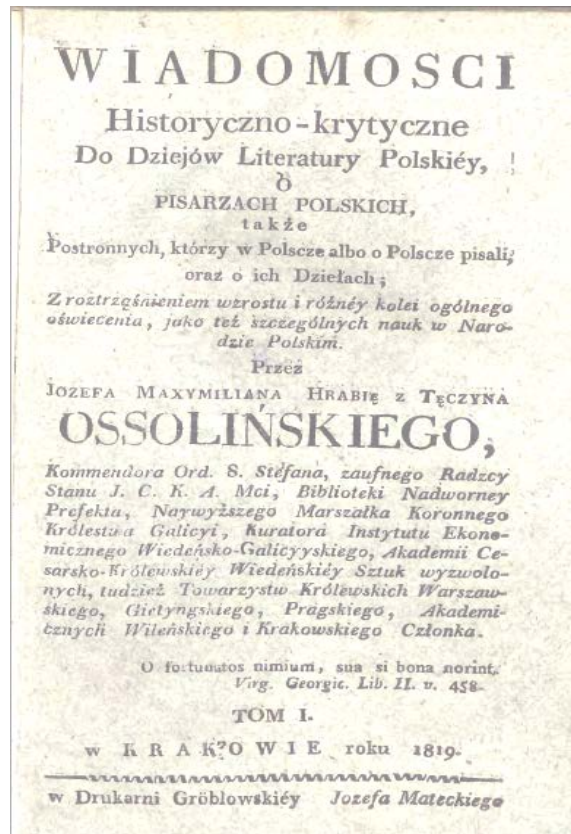 WIADOMOSCI
Historyczno-krytyczne
Do Dziejów Literatury Polskiéy,
ò
PISARZACH POLSKICH,
także
Postronnych, którzy w Polscze albo o Polscze pisali,
oraz o ich Dziełach;
Z roztrząśnieniem wzrostu i różnéy kolei ogólnego
oświecenia, jako też szczególnych nauk w Naro-
dzie Polskim.
Przez
JOZEFA MAXYMILIANA HRABIĘ Z TĘCZYNA
OSSOLIŃSKIEGO,
Kommendora Ord. S. Stefana, zaufnego Radzcy
Stanu J. C. K. A. Mci, Biblioteki Nadworney
Prefekta, Naywyższego Marszałka Koronnego
Królestwa Galicyi, Kuratora Instytutu Ekono-
micznego Wiedeńsko-Galicyyskiego, Akademii Ce-
sarsko-Królewskiéy Wiedeńskiéy Sztuk wyzwolo-
nych, tudzież Towarzystw Królewskich Warszaw-
skiego, Gietyngskiego, Pragskiego, Akademi-
cznych Wileńskiego i Krakowskiego Członka.
O fortunatos nimium, sua si bona norint.
Virg. Georgic. Lib. II. v. 458.
TOM I.
w KRAKOWIE roku 1819.
w Drukarni Gröblowskiéy Jozefa Mateckiego